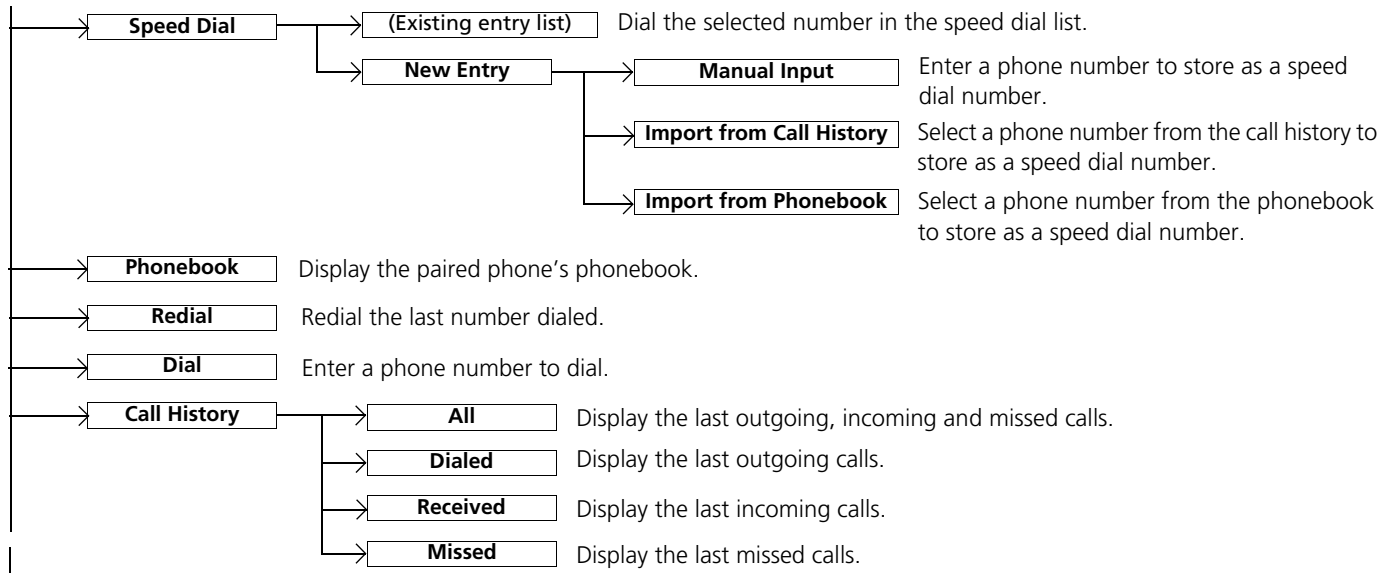 Speed Dial
(Existing entry list)
Dial the selected number in the speed dial list.
New Entry
Manual Input
Enter a phone number to store as a speed
dial number.
Import from Call History
Select a phone number from the call history to
store as a speed dial number.
Import from Phonebook
Select a phone number from the phonebook
to store as a speed dial number.
Phonebook
Display the paired phone’s phonebook.
Redial
Redial the last number dialed.
Dial
Enter a phone number to dial.
Call History
All
Display the last outgoing, incoming and missed calls.
Dialed
Display the last outgoing calls.
Received
Display the last incoming calls.
Missed
Display the last missed calls.